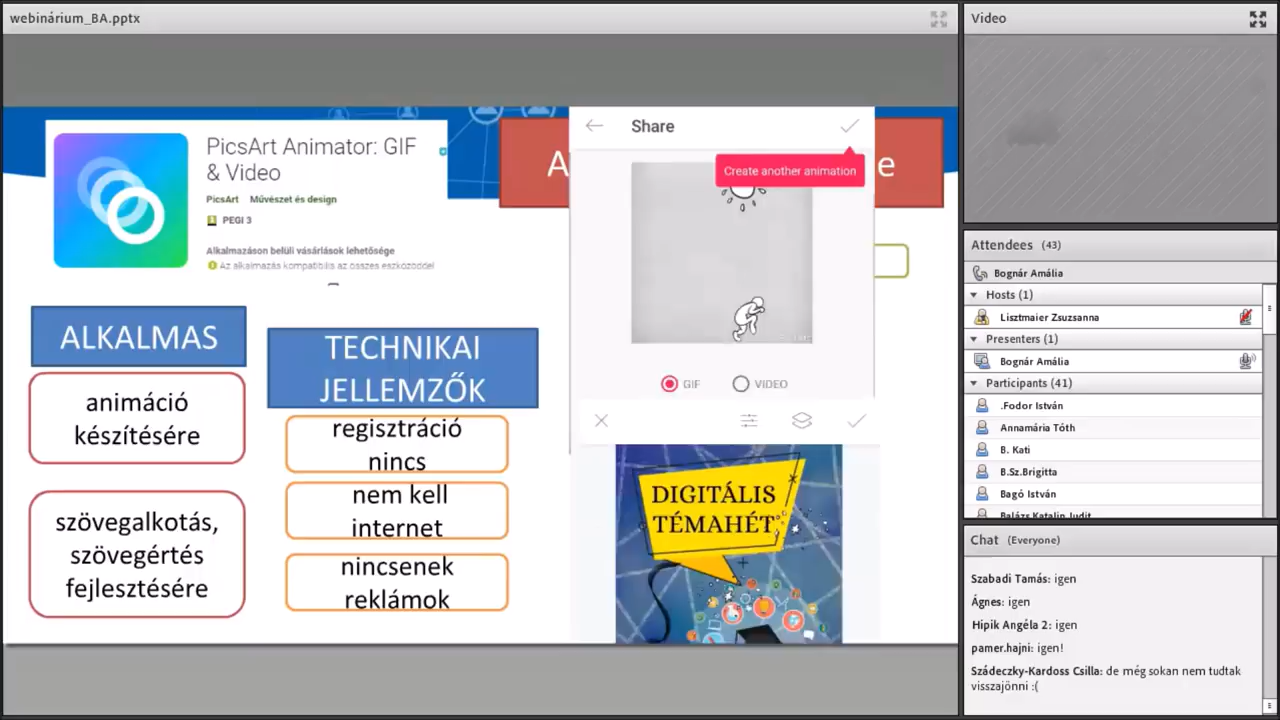 webinárium_BA.pptx
PicsArt Animator: GIF
& Video
PicsArt Művészet és design
PEGI 3
Alkalmazáson belüli vásárlások lehetősége
Az alkalmazás kompatibilis az összes eszközöddel
A
e
Share
Create another animation
GIF
VIDEO
ALKALMAS
animáció
készítésére
szövegalkotás,
szövegértés
fejlesztésére
TECHNIKAI
JELLEMZŐK
regisztráció
nincs
nem kell
internet
nincsenek
reklámok
DIGITÁLIS
TÉMAHÉT
Video
Attendees (43)
Bognár Amália
Hosts (1)
Lisztmaier Zsuzsanna
Presenters (1)
Bognár Amália
Participants (41)
.Fodor István
Annamária Tóth
B. Kati
B.Sz.Brigitta
Bagó István
Balázs Katalin Judit
Chat (Everyone)
Szabadi Tamás: igen
Ágnes: igen
Hipik Angéla 2: igen
pamer.hajni: igen!
Szádeczky-Kardoss Csilla: de még sokan nem tudtak
visszajönni :(